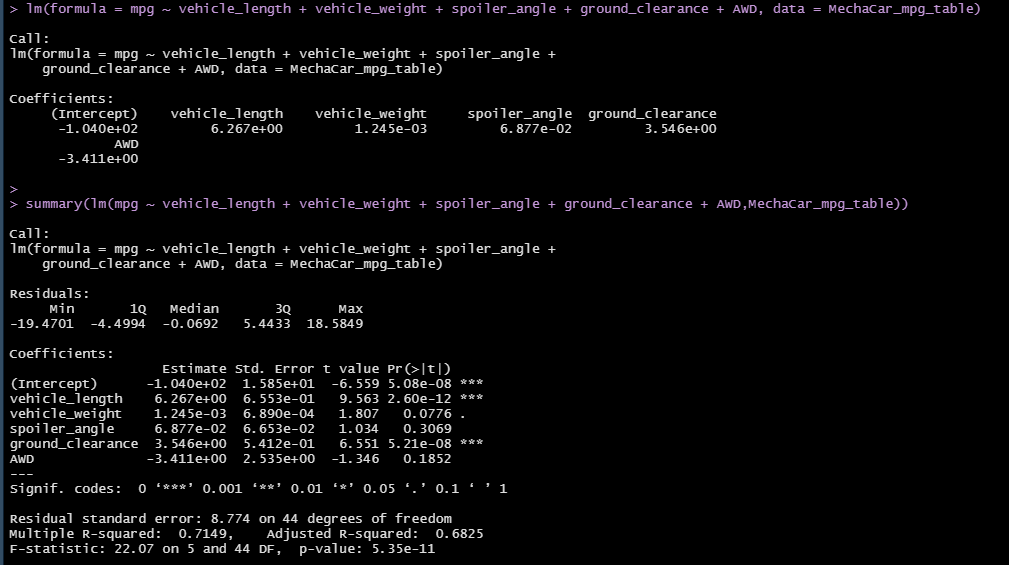 > lm(formula = mpg ~ vehicle_length + vehicle_weight + spoiler_angle + ground_clearance + AWD, data = MechaCar_mpg_table)
Call:
lm(formula = mpg ~ vehicle_length + vehicle_weight + spoiler_angle +
    ground_clearance + AWD, data = MechaCar_mpg_table)
Coefficients:
     (Intercept)    vehicle_length    vehicle_weight     spoiler_angle  ground_clearance
      -1.040e+02         6.267e+00         1.245e-03         6.877e-02         3.546e+00
             AWD
      -3.411e+00
>
> summary(lm(mpg ~ vehicle_length + vehicle_weight + spoiler_angle + ground_clearance + AWD,MechaCar_mpg_table))
Call:
lm(formula = mpg ~ vehicle_length + vehicle_weight + spoiler_angle +
    ground_clearance + AWD, data = MechaCar_mpg_table)
Residuals:
     Min       1Q   Median       3Q      Max
-19.4701  -4.4994  -0.0692   5.4433  18.5849
Coefficients:
                   Estimate Std. Error t value Pr(>|t|)
(Intercept)      -1.040e+02  1.585e+01  -6.559 5.08e-08 ***
vehicle_length    6.267e+00  6.553e-01   9.563 2.60e-12 ***
vehicle_weight    1.245e-03  6.890e-04   1.807   0.0776 .
spoiler_angle     6.877e-02  6.653e-02   1.034   0.3069
ground_clearance  3.546e+00  5.412e-01   6.551 5.21e-08 ***
AWD              -3.411e+00  2.535e+00  -1.346   0.1852
---
Signif. codes:  0 ‘***’ 0.001 ‘**’ 0.01 ‘*’ 0.05 ‘.’ 0.1 ‘ ’ 1
Residual standard error: 8.774 on 44 degrees of freedom
Multiple R-squared:  0.7149,    Adjusted R-squared:  0.6825
F-statistic: 22.07 on 5 and 44 DF,  p-value: 5.35e-11